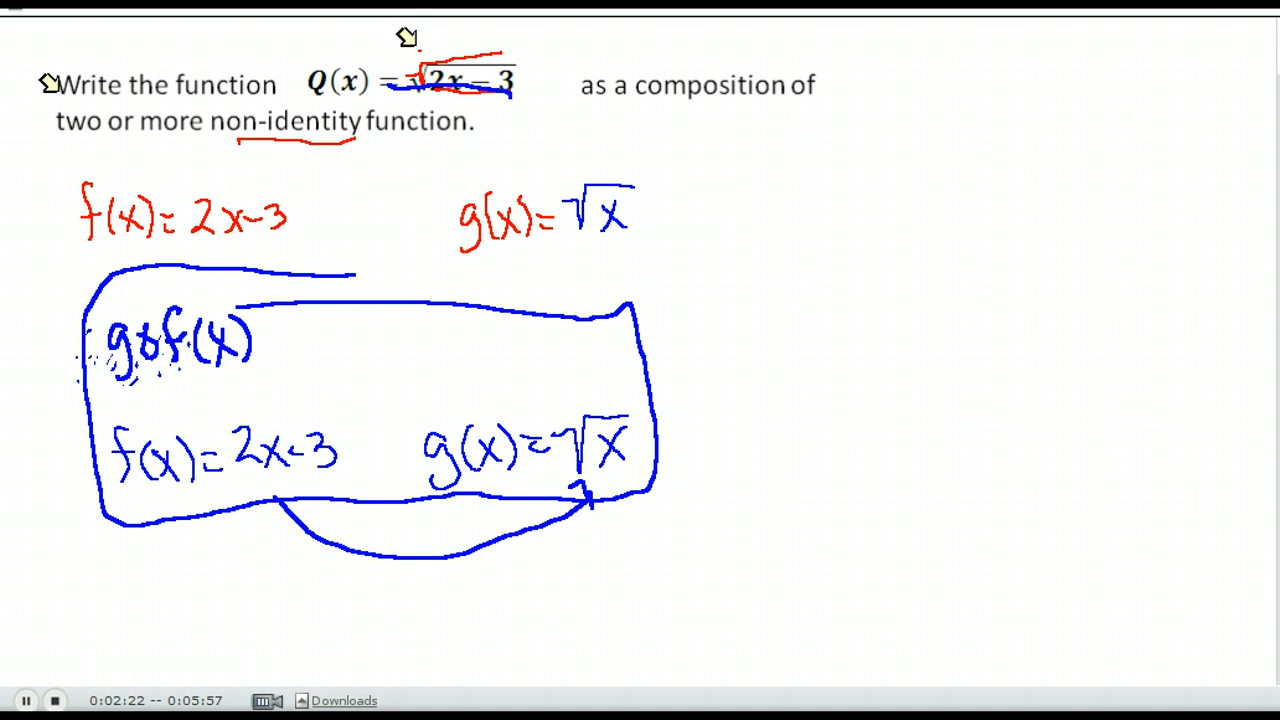 Write the function Q(x) = √2x − 3 as a composition of
two or more non-identity function.
f(x)=2x-3 g(x)=√x
gof(x)
f(x)=2x-3 g(x)=√x
0:02:22 -- 0:05:57 Downloads